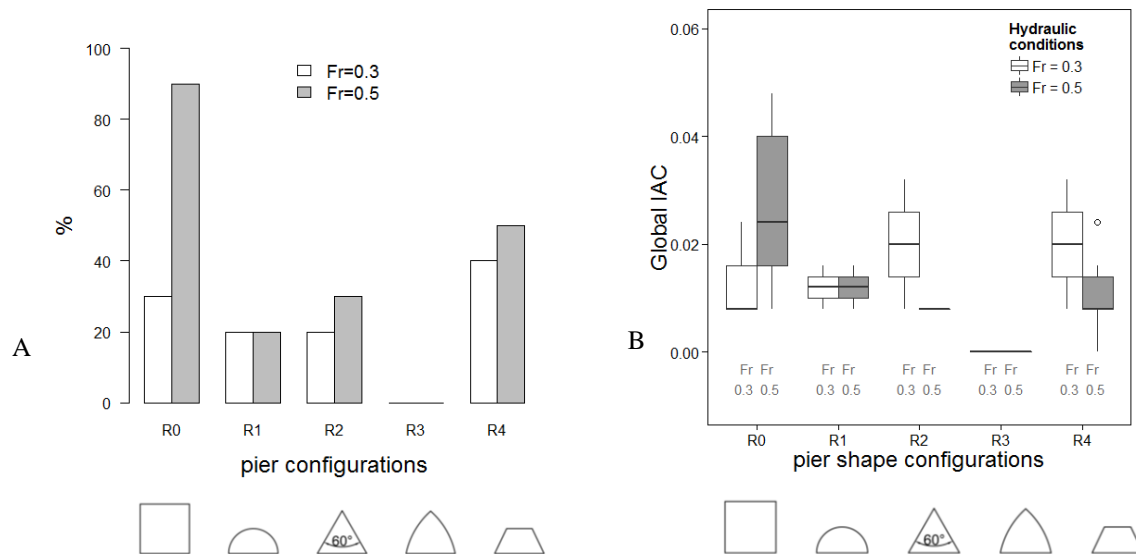 100
80
60
40
20
0
%
Fr=0.3
Fr=0.5
A
R0 R1 R2 R3 R4
pier configurations
60°
0.06
0.04
0.02
0.00
Global IAC
Hydraulic
conditions
Fr = 0.3
Fr = 0.5
B
Fr Fr Fr Fr Fr Fr Fr Fr Fr Fr
0.3 0.5 0.3 0.5 0.3 0.5 0.3 0.5 0.3 0.5
R0 R1 R2 R3 R4
pier shape configurations
60°